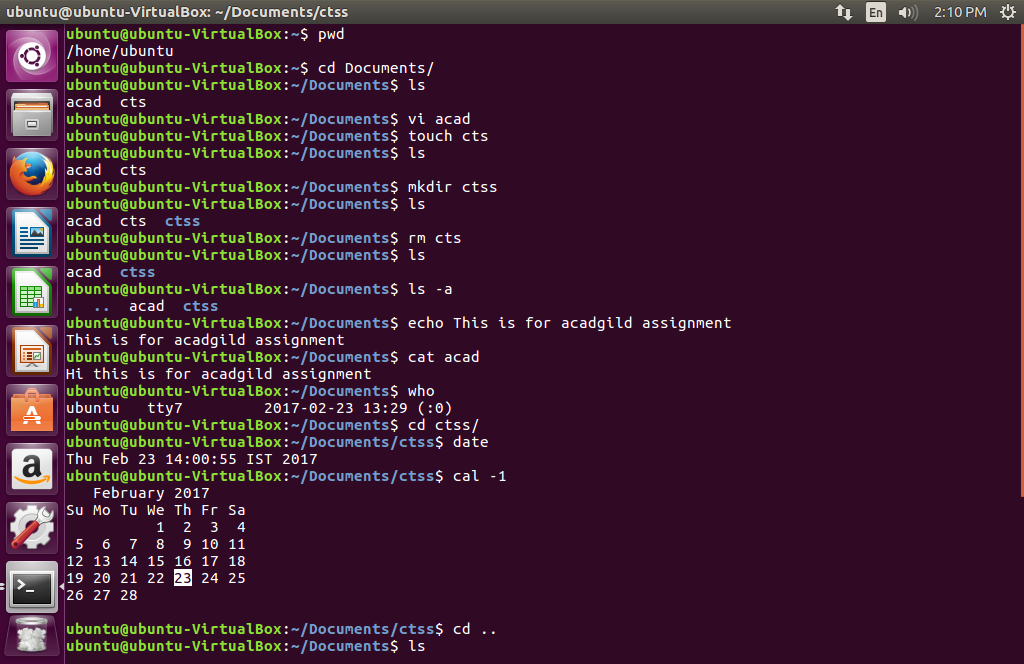 ubuntu@ubuntu-VirtualBox: ~/Documents/ctss En 2:10 PM
ubuntu@ubuntu-VirtualBox:~$ pwd
/home/ubuntu
ubuntu@ubuntu-VirtualBox:~$ cd Documents/
ubuntu@ubuntu-VirtualBox:~/Documents$ ls
acad  cts
ubuntu@ubuntu-VirtualBox:~/Documents$ vi acad
ubuntu@ubuntu-VirtualBox:~/Documents$ touch cts
ubuntu@ubuntu-VirtualBox:~/Documents$ ls
acad  cts
ubuntu@ubuntu-VirtualBox:~/Documents$ mkdir ctss
ubuntu@ubuntu-VirtualBox:~/Documents$ ls
acad  cts  ctss
ubuntu@ubuntu-VirtualBox:~/Documents$ rm cts
ubuntu@ubuntu-VirtualBox:~/Documents$ ls
acad  ctss
ubuntu@ubuntu-VirtualBox:~/Documents$ ls -a
.  ..  acad  ctss
ubuntu@ubuntu-VirtualBox:~/Documents$ echo This is for acadgild assignment
This is for acadgild assignment
ubuntu@ubuntu-VirtualBox:~/Documents$ cat acad
Hi this is for acadgild assignment
ubuntu@ubuntu-VirtualBox:~/Documents$ who
ubuntu   tty7         2017-02-23 13:29 (:0)
ubuntu@ubuntu-VirtualBox:~/Documents$ cd ctss/
ubuntu@ubuntu-VirtualBox:~/Documents/ctss$ date
Thu Feb 23 14:00:55 IST 2017
ubuntu@ubuntu-VirtualBox:~/Documents/ctss$ cal -1
   February 2017
Su Mo Tu We Th Fr Sa
          1  2  3  4
 5  6  7  8  9 10 11
12 13 14 15 16 17 18
19 20 21 22 23 24 25
26 27 28
ubuntu@ubuntu-VirtualBox:~/Documents/ctss$ cd ..
ubuntu@ubuntu-VirtualBox:~/Documents$ ls